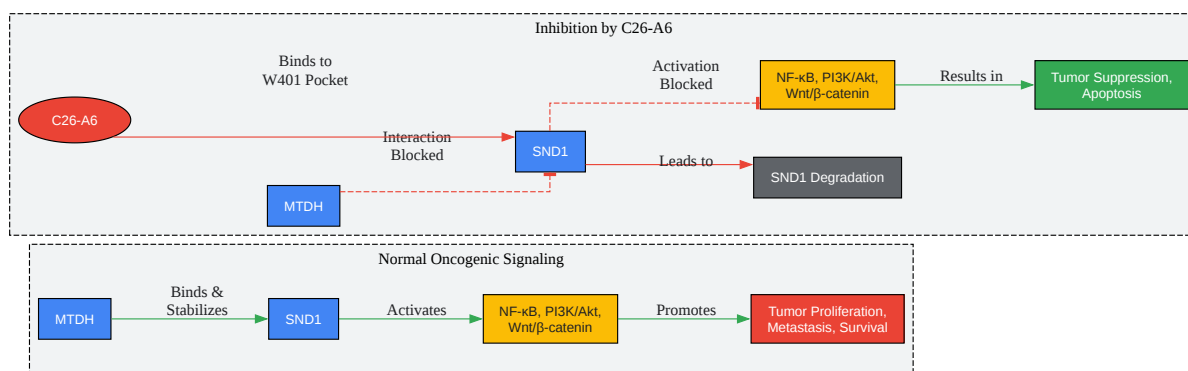 Inhibition by C26-A6
Binds to
W401 Pocket
Activation
Blocked
NF-κB, PI3K/Akt,
Wnt/β-catenin
Results in
Tumor Suppression,
Apoptosis
C26-A6
Interaction
Blocked
SND1
Leads to
SND1 Degradation
MTDH
Normal Oncogenic Signaling
MTDH
Binds &
Stabilizes
SND1
Activates
NF-κB, PI3K/Akt,
Wnt/β-catenin
Promotes
Tumor Proliferation,
Metastasis, Survival